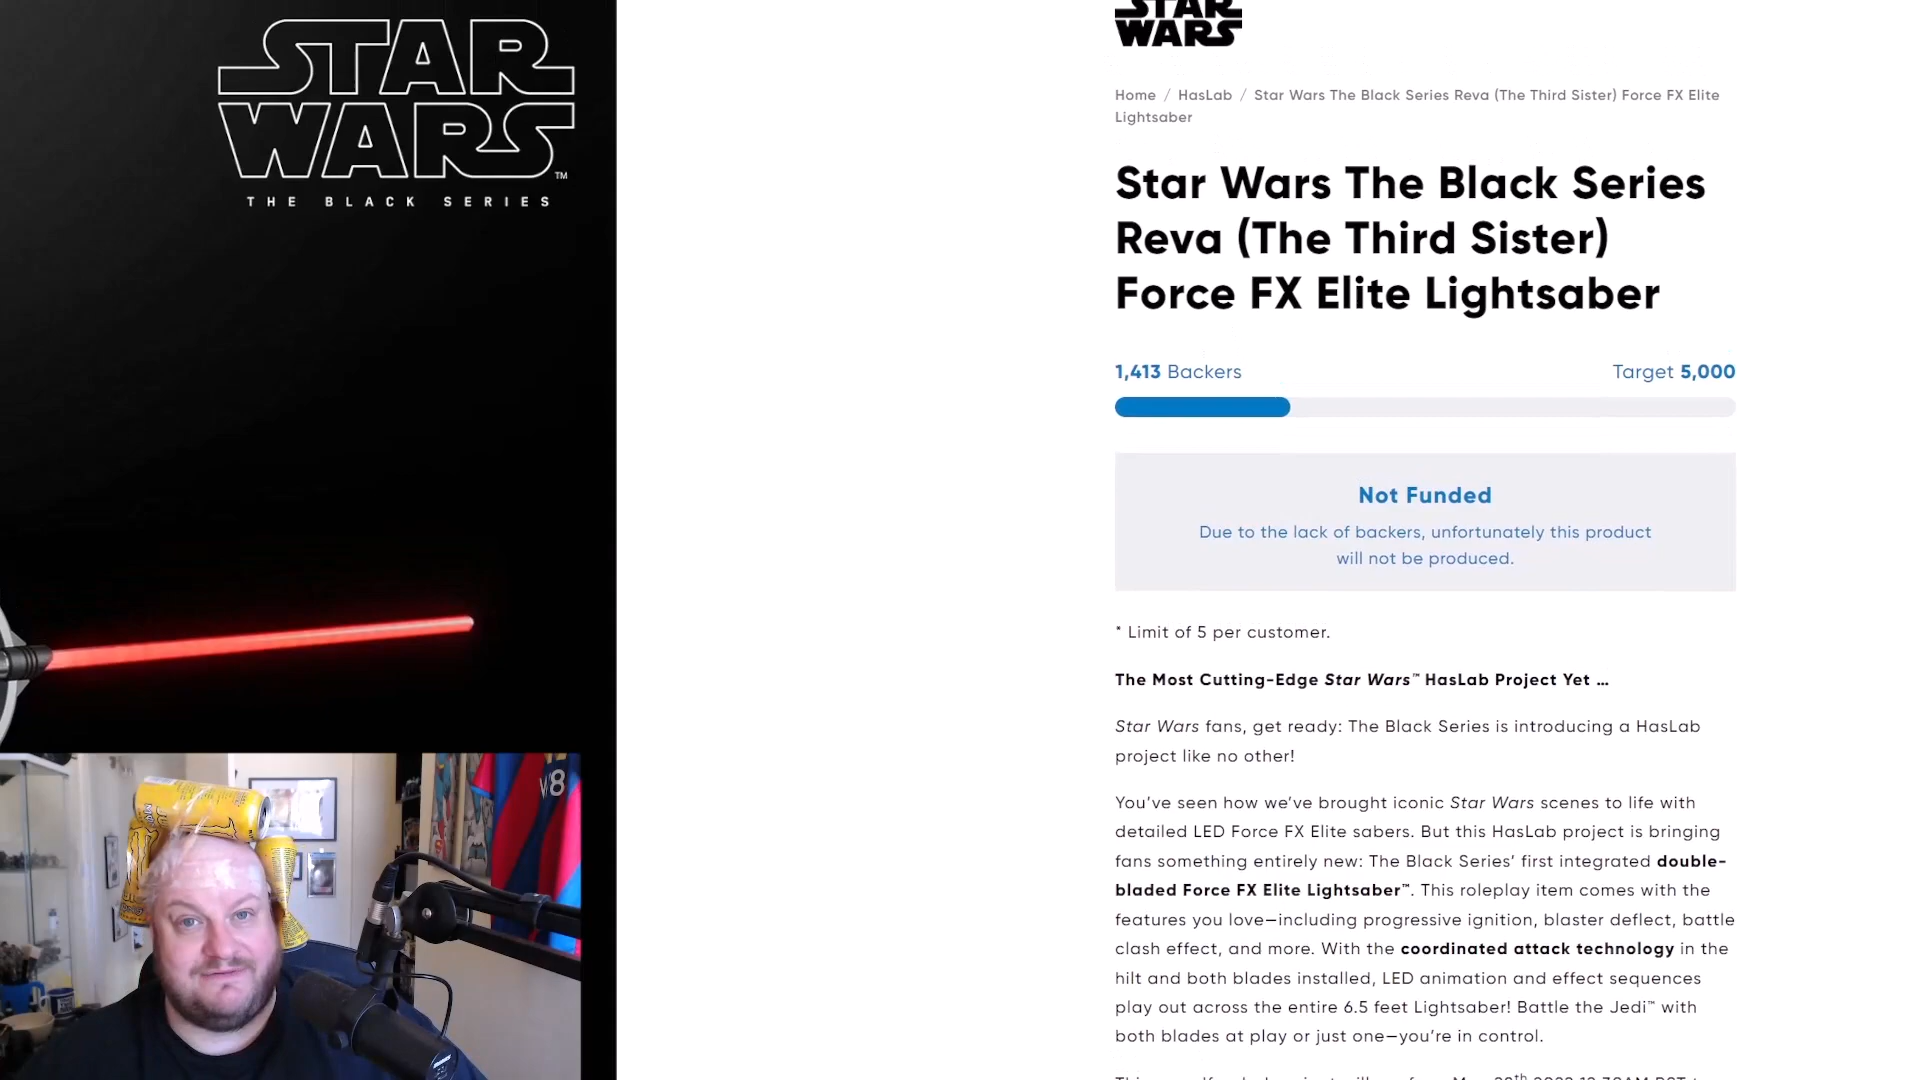 STAR
WARS
TM
THE BLACK SERIES
STAR
WARS
Home / HasLab / Star Wars The Black Series Reva (The Third Sister) Force FX Elite
Lightsaber
Star Wars The Black Series
Reva (The Third Sister)
Force FX Elite Lightsaber
1,413 Backers
Target 5,000
Not Funded
Due to the lack of backers, unfortunately this product
will not be produced.
* Limit of 5 per customer.
The Most Cutting-Edge Star Wars™ HasLab Project Yet ...
Star Wars fans, get ready: The Black Series is introducing a HasLab
project like no other!
You’ve seen how we’ve brought iconic Star Wars scenes to life with
detailed LED Force FX Elite sabers. But this HasLab project is bringing
fans something entirely new: The Black Series’ first integrated double-
bladed Force FX Elite Lightsaber™. This roleplay item comes with the
features you love—including progressive ignition, blaster deflect, battle
clash effect, and more. With the coordinated attack technology in the
hilt and both blades installed, LED animation and effect sequences
play out across the entire 6.5 feet Lightsaber! Battle the Jedi™ with
both blades at play or just one—you’re in control.